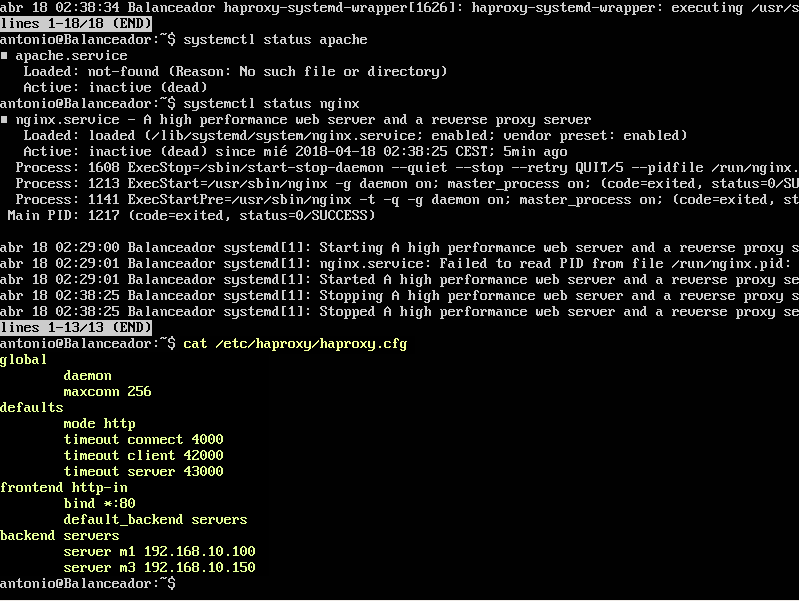 abr 18 02:38:34 Balanceador haproxy-systemd-wrapper[1626]: haproxy-systemd-wrapper: executing /usr/s
lines 1-18/18 (END)
antonio@Balanceador:~$ systemctl status apache
■ apache.service
   Loaded: not-found (Reason: No such file or directory)
   Active: inactive (dead)
antonio@Balanceador:~$ systemctl status nginx
■ nginx.service - A high performance web server and a reverse proxy server
   Loaded: loaded (/lib/systemd/system/nginx.service; enabled; vendor preset: enabled)
   Active: inactive (dead) since mié 2018-04-18 02:38:25 CEST; 5min ago
  Process: 1608 ExecStop=/sbin/start-stop-daemon --quiet --stop --retry QUIT/5 --pidfile /run/nginx.
  Process: 1213 ExecStart=/usr/sbin/nginx -g daemon on; master_process on; (code=exited, status=0/SU
  Process: 1141 ExecStartPre=/usr/sbin/nginx -t -q -g daemon on; master_process on; (code=exited, st
 Main PID: 1217 (code=exited, status=0/SUCCESS)
abr 18 02:29:00 Balanceador systemd[1]: Starting A high performance web server and a reverse proxy s
abr 18 02:29:01 Balanceador systemd[1]: nginx.service: Failed to read PID from file /run/nginx.pid:
abr 18 02:29:01 Balanceador systemd[1]: Started A high performance web server and a reverse proxy se
abr 18 02:38:25 Balanceador systemd[1]: Stopping A high performance web server and a reverse proxy s
abr 18 02:38:25 Balanceador systemd[1]: Stopped A high performance web server and a reverse proxy se
lines 1-13/13 (END)
antonio@Balanceador:~$ cat /etc/haproxy/haproxy.cfg
global
        daemon
        maxconn 256
defaults
        mode http
        timeout connect 4000
        timeout client 42000
        timeout server 43000
frontend http-in
        bind *:80
        default_backend servers
backend servers
        server m1 192.168.10.100
        server m3 192.168.10.150
antonio@Balanceador:~$